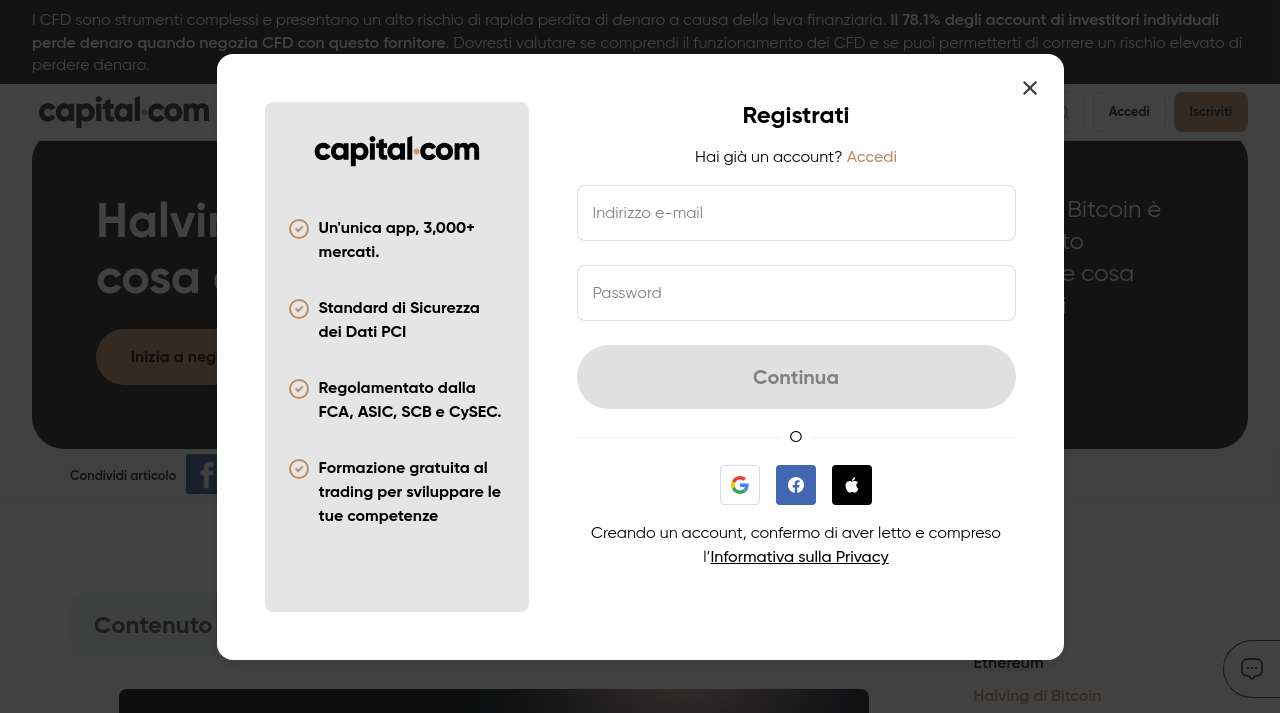 I CFD sono strumenti complessi e presentano un alto rischio di rapida perdita di denaro a causa della leva finanziaria. Il 78.1% degli account di investitori individuali
perde denaro quando negozia CFD con questo fornitore. Dovresti valutare se comprendi il funzionamento dei CFD e se puoi permetterti di correre un rischio elevato di
perdere denaro.
capital.com
Accedi
Iscriviti
Halvin
cosa
Inizia a neg
Bitcoin è
to
e cosa
i
Condividi articolo
Contenuto
Ethereum
Halving di Bitcoin
capital.com
Un'unica app, 3,000+
mercati.
Standard di Sicurezza
dei Dati PCI
Regolamentato dalla
FCA, ASIC, SCB e CySEC.
Formazione gratuita al
trading per sviluppare le
tue competenze
Registrati
Hai già un account? Accedi
Indirizzo e-mail
Password
Continua
O
Creando un account, confermo di aver letto e compreso
l’Informativa sulla Privacy